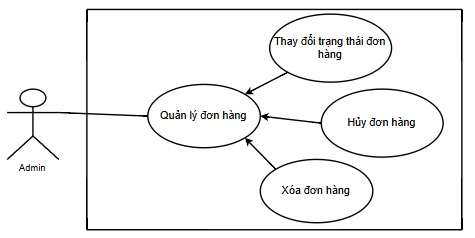 Thay đổi trạng thái đơn
hàng
Quản lý đơn hàng
Hủy đơn hàng
Xóa đơn hàng
Admin